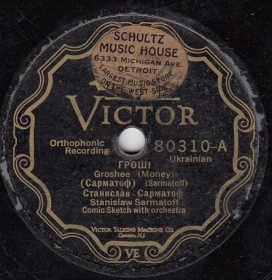 SCHULTZ
MUSIC HOUSE
6333 MICHIGAN AVE.
DETROIT
LARGEST MUSIC STORE
ON THE WEST SIDE
VICTOR
Orthophonic
Recording
80310-A
Ukrainian
ГРОШІ
Groshee (Money)
(Сарматоф) (Sarmatoff)
Станислав Сарматоф
Stanislaw Sarmatoff
Comic Sketch with orchestra
VICTOR TALKING MACHINE CO.
Camden, N.J.
VE